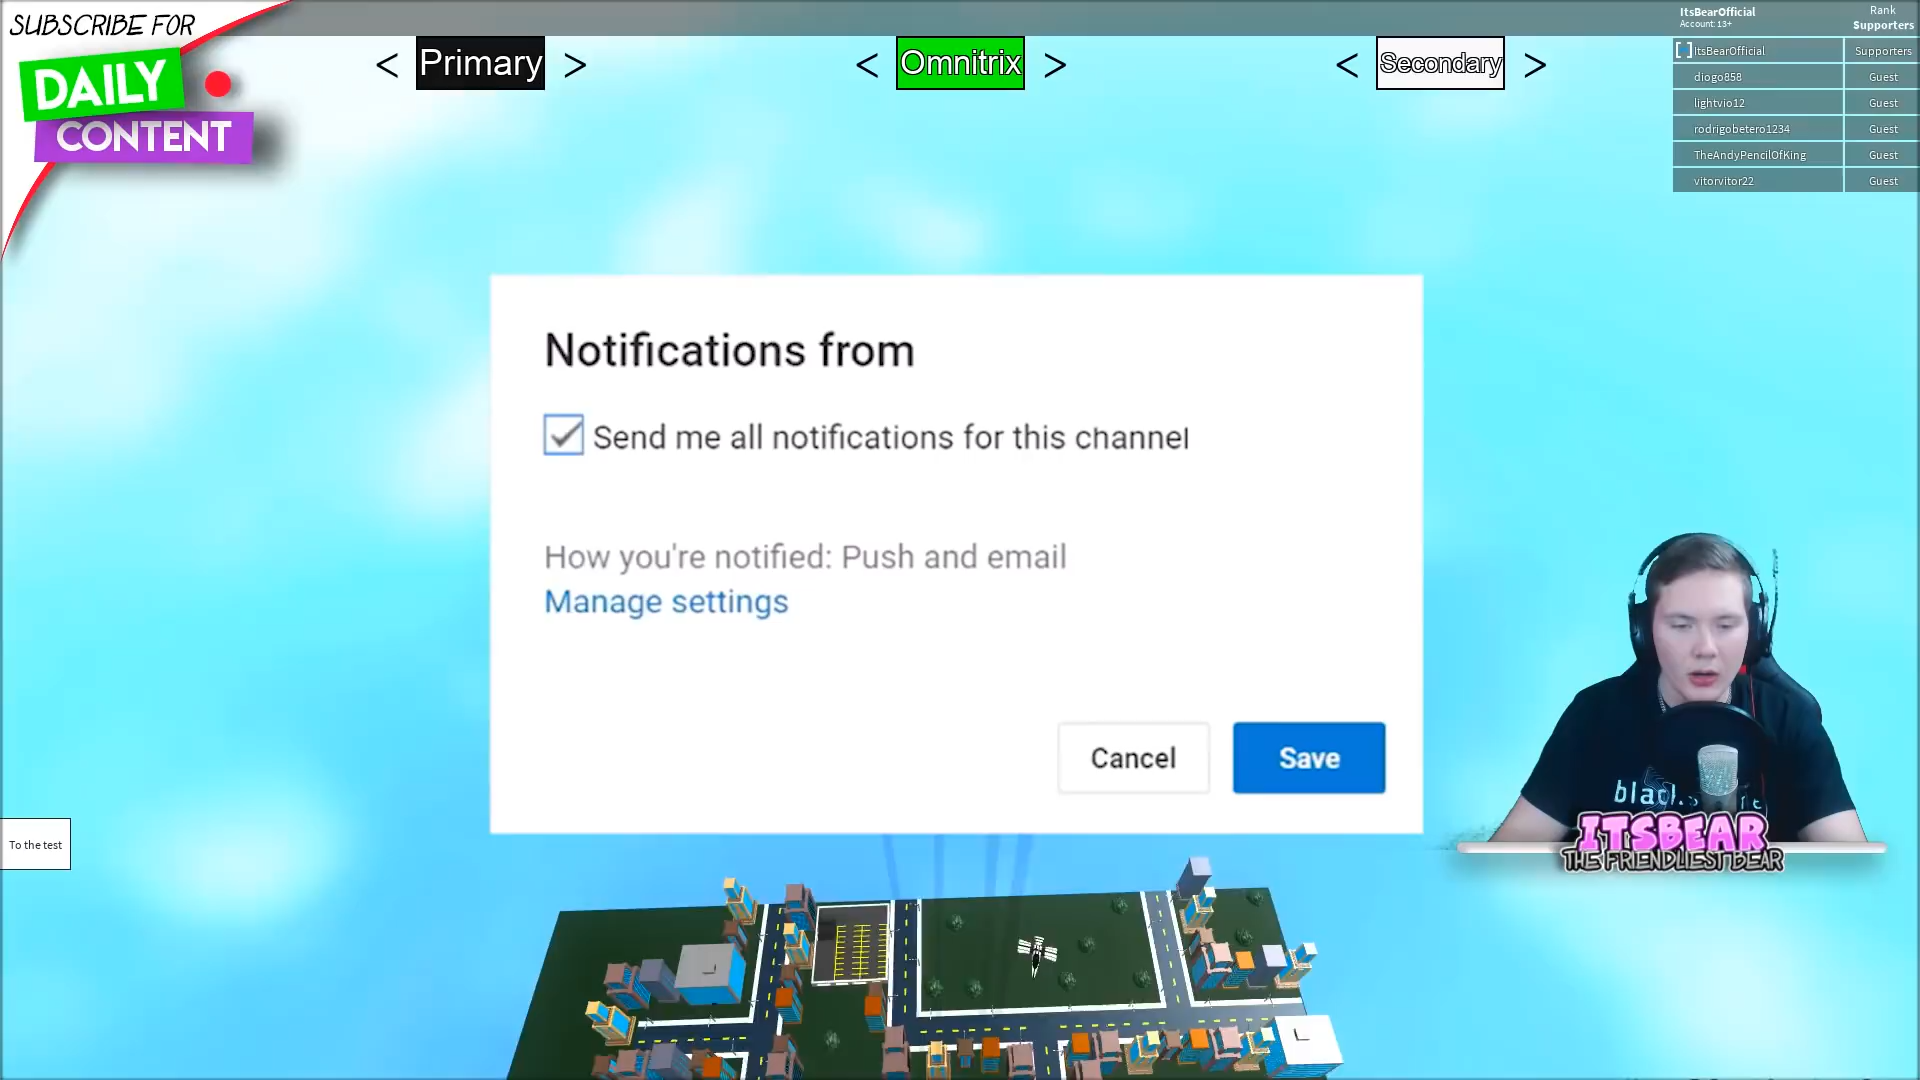 SUBSCRIBE FOR
DAILY
CONTENT
< Primary >
< Omnitrix >
< Secondary >
ItsBearOfficial
Account: 13+
Rank
Supporters
[ ] ItsBearOfficial Supporters
diogo858 Guest
lightvio12 Guest
rodrigobetero1234 Guest
TheAndyPencilOfKing Guest
vitorvitor22 Guest
Notifications from
Send me all notifications for this channel
How you're notified: Push and email
Manage settings
Cancel
Save
To the test
ITSBEAR
THE FRIENDLIEST BEAR